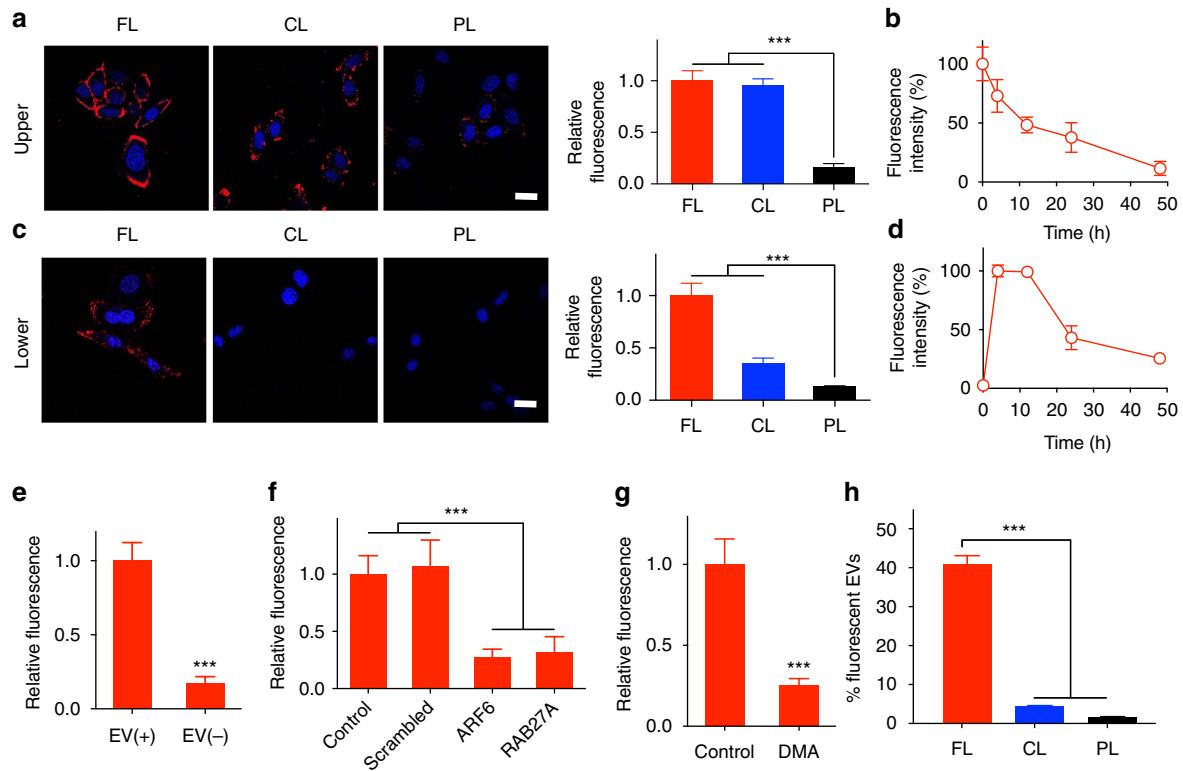 a
FL
CL
PL
Upper
Relative
fluorescence
1.0
0.5
0.0
***
FL
CL
PL
b
Fluorescence
intensity (%)
100
50
0
0
10
20
30
40
50
Time (h)
c
FL
CL
PL
Lower
Relative
fluorescence
1.0
0.5
0.0
***
FL
CL
PL
d
Fluorescence
intensity (%)
100
50
0
0
10
20
30
40
50
Time (h)
e
Relative fluorescence
1.0
0.5
0.0
***
EV(+)
EV(–)
f
Relative fluorescence
1.0
0.5
0.0
***
Control
Scrambled
ARF6
RAB27A
g
Relative fluorescence
1.0
0.5
0.0
***
Control
DMA
h
% fluorescent EVs
50
40
30
20
10
0
***
FL
CL
PL